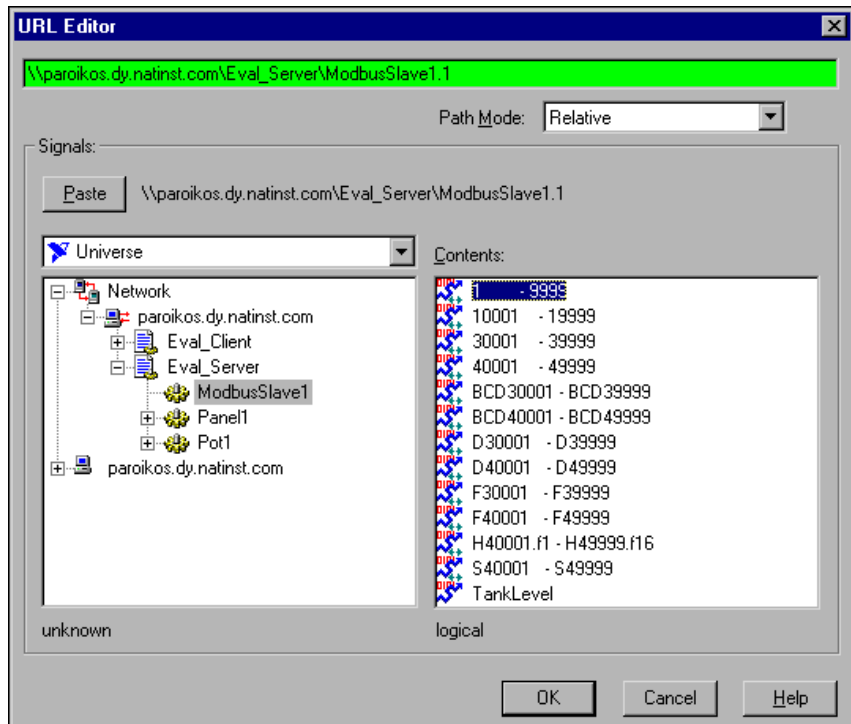 URL Editor
\\paroikos.dy.natinst.com\Eval_Server\ModbusSlave1.1
Path Mode: Relative
Signals:
Paste \\paroikos.dy.natinst.com\Eval_Server\ModbusSlave1.1
Universe
Network
paroikos.dy.natinst.com
Eval_Client
Eval_Server
ModbusSlave1
Panel1
Pot1
paroikos.dy.natinst.com
unknown
Contents:
1 - 9999
10001 - 19999
30001 - 39999
40001 - 49999
BCD30001 - BCD39999
BCD40001 - BCD49999
D30001 - D39999
D40001 - D49999
F30001 - F39999
F40001 - F49999
H40001.f1 - H49999.f16
S40001 - S49999
TankLevel
logical
OK Cancel Help